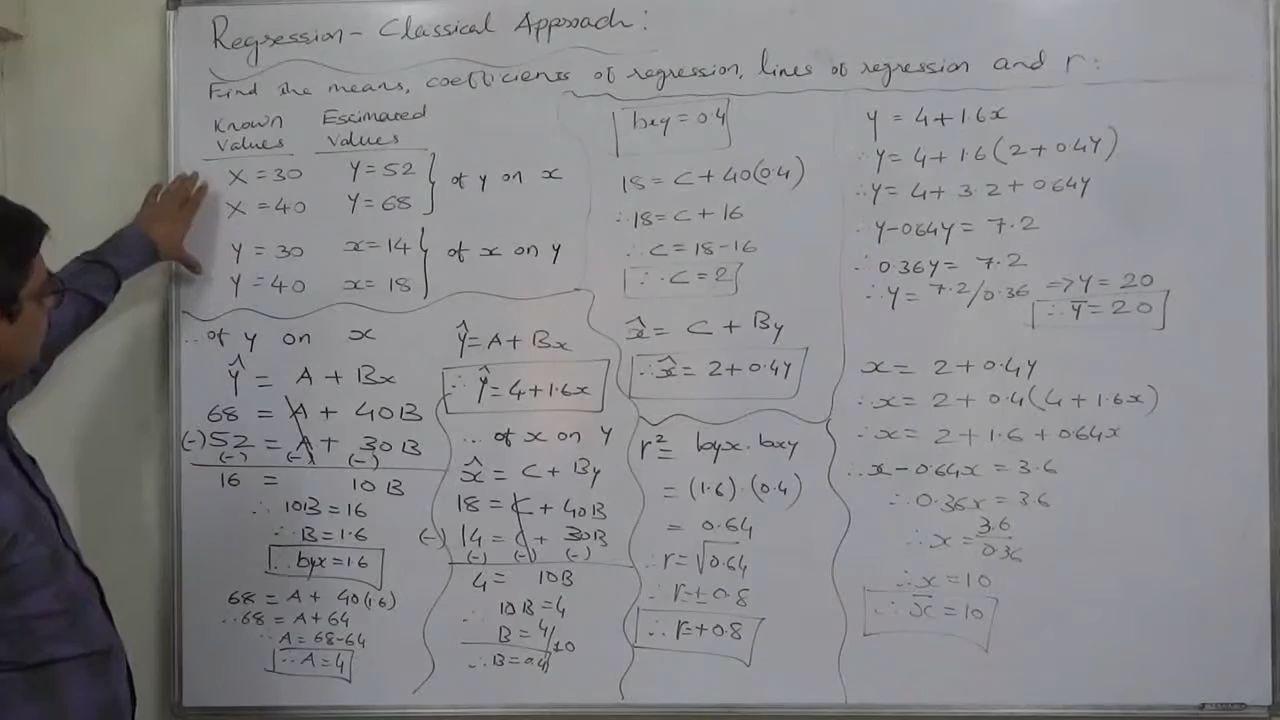 Regression - Classical Approach :
Find the means, coefficients of regression, lines of regression and r :
Known Values Estimated Values
X = 30 Y = 52
X = 40 Y = 68
} of y on x
Y = 30 x = 14
Y = 40 x = 18
} of x on y
... of y on x
Ŷ = A + Bx
68 = A + 40B
(-) 52 = A + 30B
(-) (-) (-)
16 = 10 B
∴ 10B = 16
∴ B = 1.6
∴ byx = 1.6
68 = A + 40(1.6)
∴ 68 = A + 64
∴ A = 68-64
∴ A = 4
Ŷ = A + Bx
∴ Ŷ = 4 + 1.6x
... of x on y
x̂ = C + By
18 = C + 40B
(-) 14 = C + 30B
(-) (-) (-)
4 = 10B
∴ 10B = 4
B = 4/10
∴ B = 0.4
bxy = 0.4
18 = C + 40(0.4)
∴ 18 = C + 16
∴ C = 18 - 16
∴ C = 2
x̂ = C + By
∴ x̂ = 2 + 0.4Y
r² = byx . bxy
= (1.6) . (0.4)
= 0.64
∴ r = √0.64
∴ r = ± 0.8
∴ r = +0.8
Y = 4 + 1.6x
∴ Y = 4 + 1.6 (2 + 0.4Y)
∴ Y = 4 + 3.2 + 0.64Y
∴ Y - 0.64Y = 7.2
∴ 0.36Y = 7.2
∴ Y = 7.2/0.36 => Y = 20
∴ Ȳ = 20
x = 2 + 0.4Y
∴ x = 2 + 0.4(4 + 1.6x)
∴ x = 2 + 1.6 + 0.64x
∴ x - 0.64x = 3.6
∴ 0.36x = 3.6
∴ x = 3.6/0.36
∴ x = 10
∴ x̄ = 10